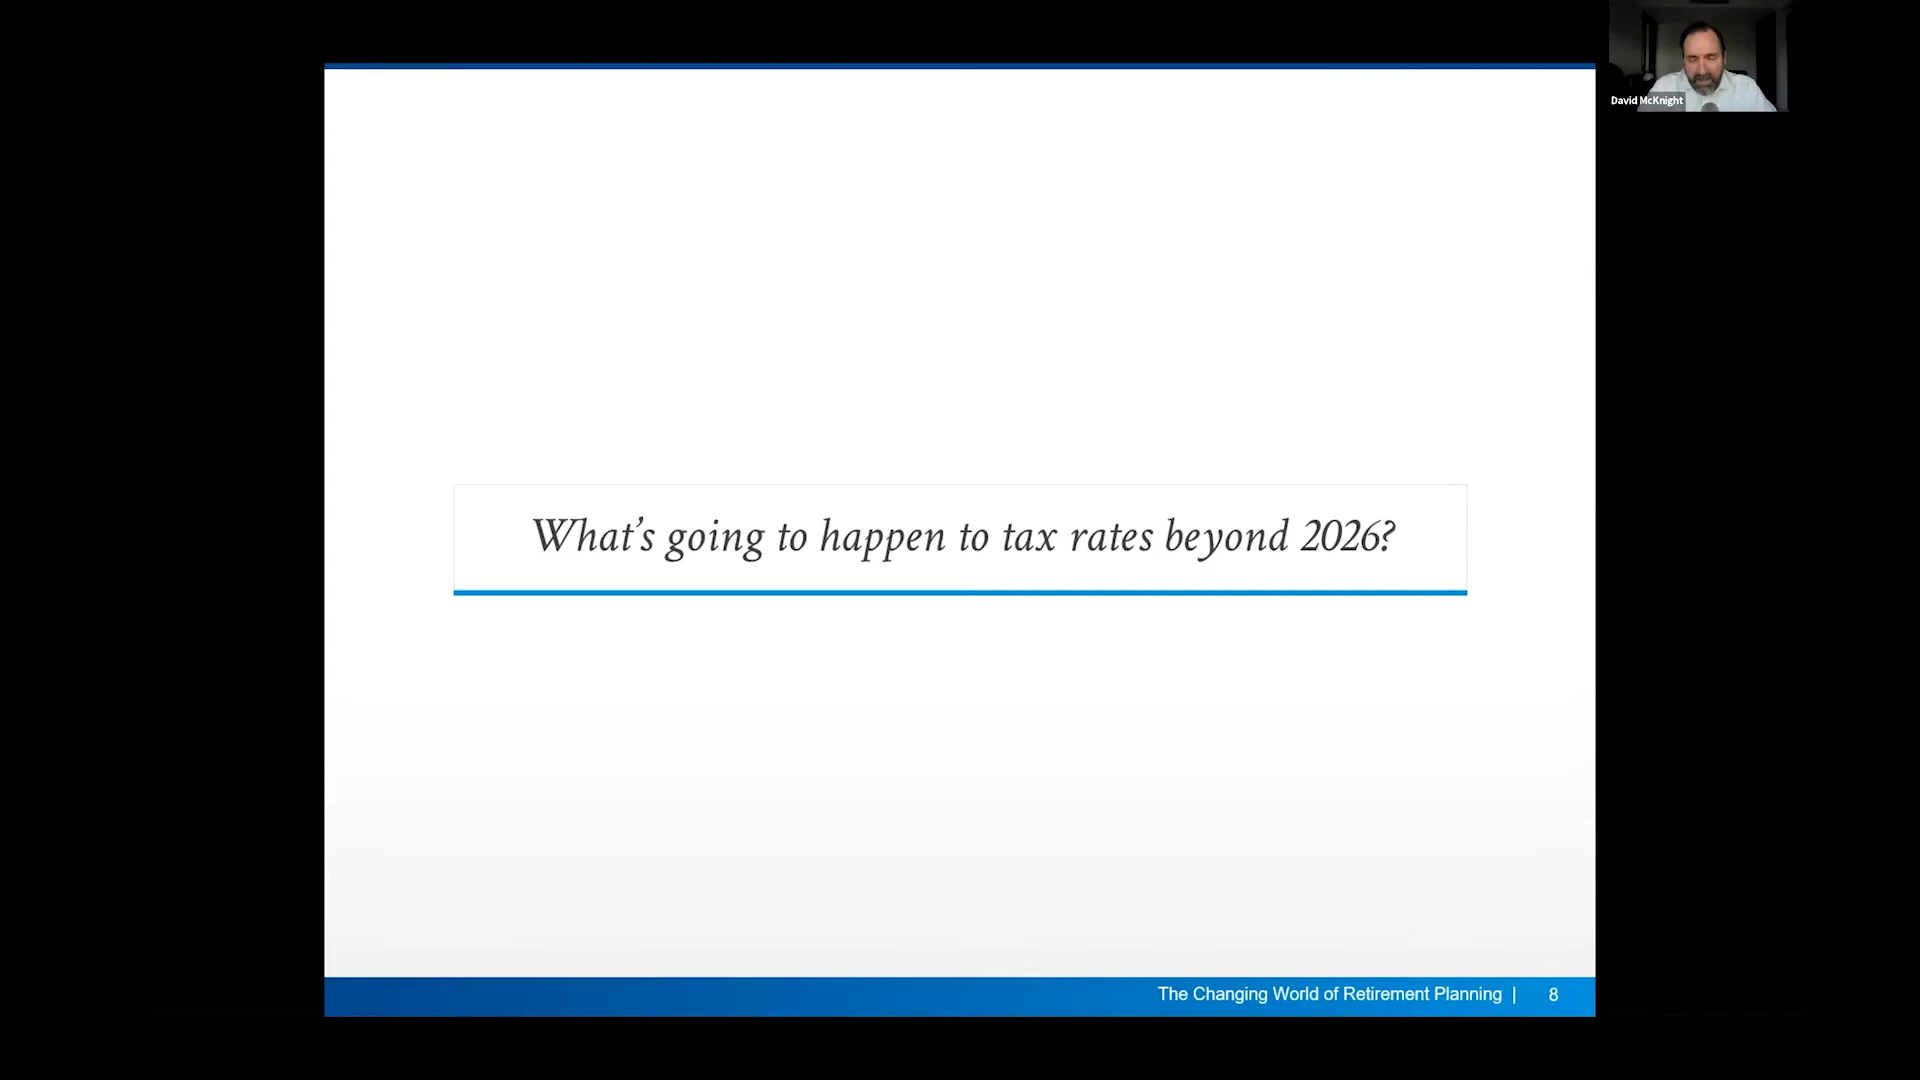 David McKnight
What's going to happen to tax rates beyond 2026?
The Changing World of Retirement Planning | 8